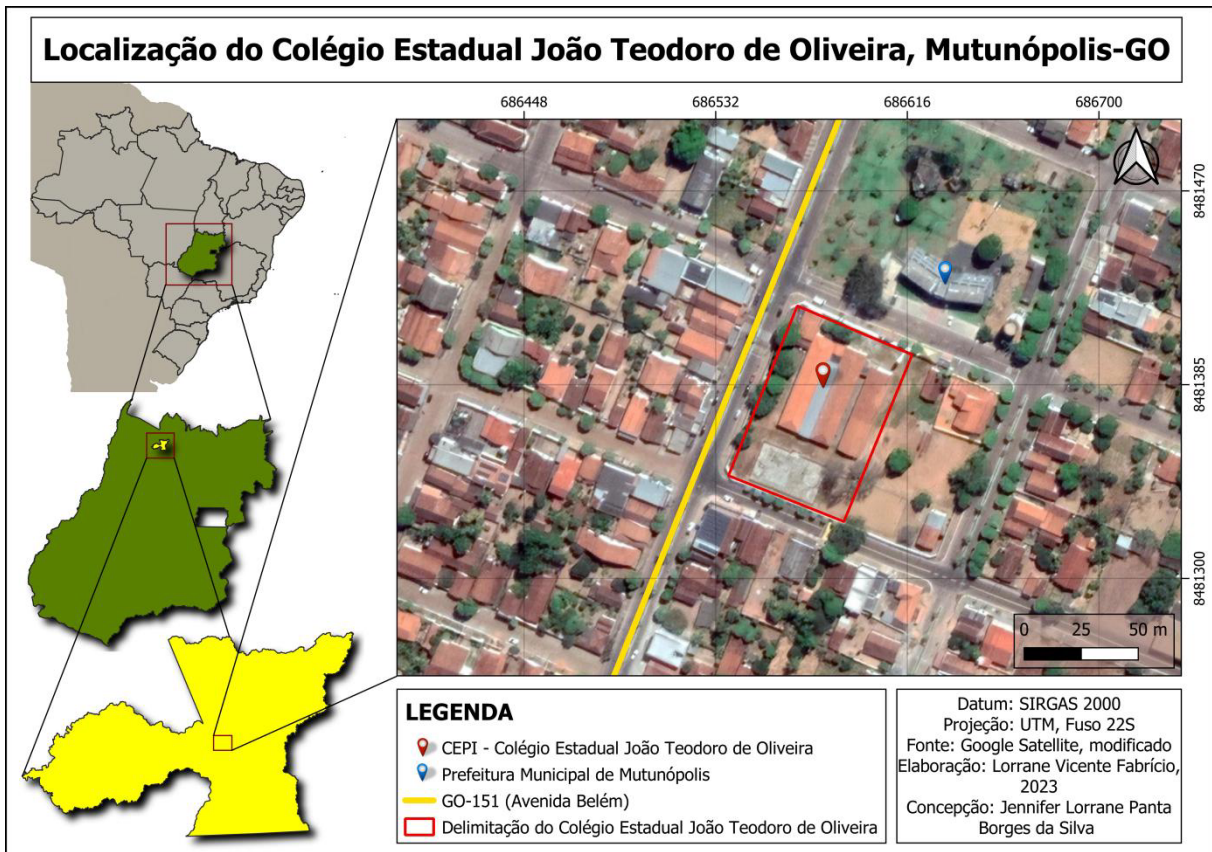 Localização do Colégio Estadual João Teodoro de Oliveira, Mutunópolis-GO
686448
686532
686616
686700
8481470
8481385
8481300
0 25 50 m
LEGENDA
CEPI - Colégio Estadual João Teodoro de Oliveira
Prefeitura Municipal de Mutunópolis
GO-151 (Avenida Belém)
Delimitação do Colégio Estadual João Teodoro de Oliveira
Datum: SIRGAS 2000
Projeção: UTM, Fuso 22S
Fonte: Google Satellite, modificado
Elaboração: Lorrane Vicente Fabrício,
2023
Concepção: Jennifer Lorrane Panta
Borges da Silva